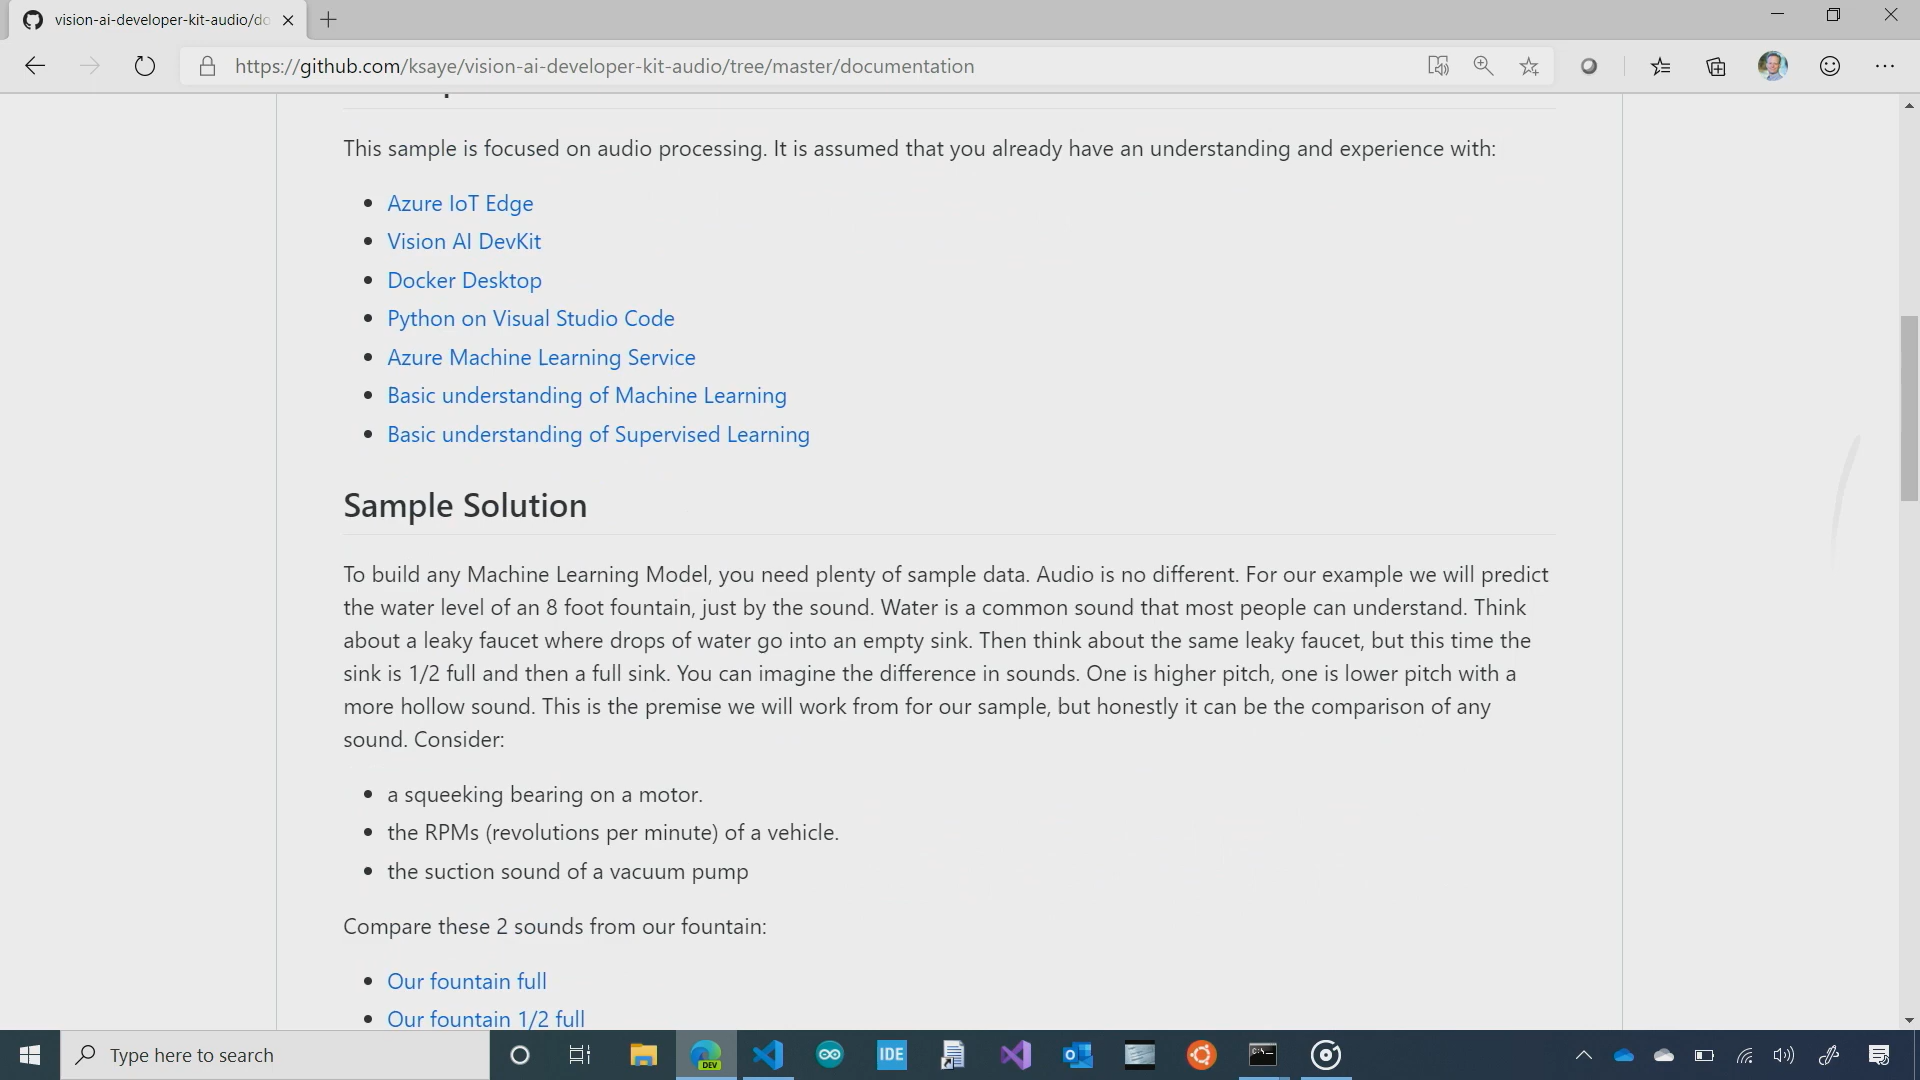 vision-ai-developer-kit-audio/do
https://github.com/ksaye/vision-ai-developer-kit-audio/tree/master/documentation
This sample is focused on audio processing. It is assumed that you already have an understanding and experience with:
Azure IoT Edge
Vision AI DevKit
Docker Desktop
Python on Visual Studio Code
Azure Machine Learning Service
Basic understanding of Machine Learning
Basic understanding of Supervised Learning
Sample Solution
To build any Machine Learning Model, you need plenty of sample data. Audio is no different. For our example we will predict
the water level of an 8 foot fountain, just by the sound. Water is a common sound that most people can understand. Think
about a leaky faucet where drops of water go into an empty sink. Then think about the same leaky faucet, but this time the
sink is 1/2 full and then a full sink. You can imagine the difference in sounds. One is higher pitch, one is lower pitch with a
more hollow sound. This is the premise we will work from for our sample, but honestly it can be the comparison of any
sound. Consider:
a squeeking bearing on a motor.
the RPMs (revolutions per minute) of a vehicle.
the suction sound of a vacuum pump
Compare these 2 sounds from our fountain:
Our fountain full
Our fountain 1/2 full
Type here to search
DEV
IDE